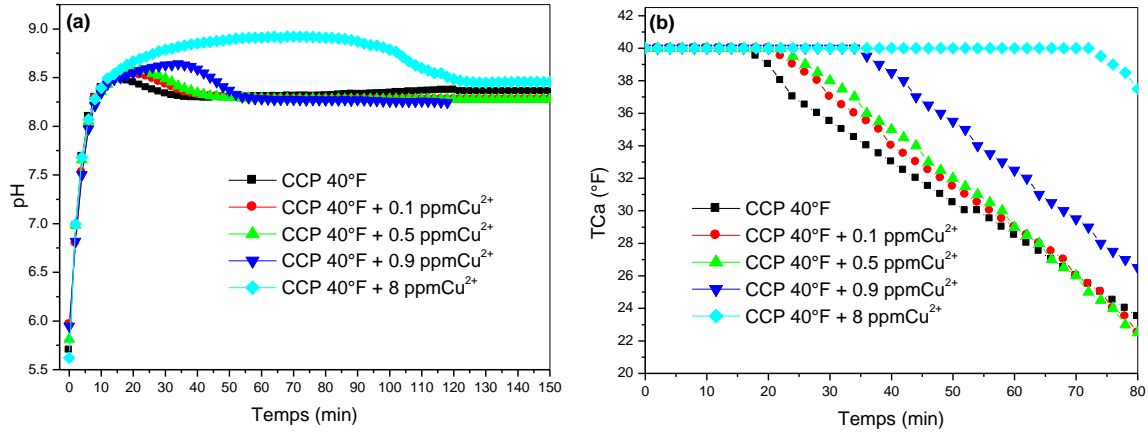 (a)
9.0
8.5
8.0
7.5
7.0
6.5
6.0
5.5
pH
0 10 20 30 40 50 60 70 80 90 100 110 120 130 140 150
Temps (min)
CCP 40°F
CCP 40°F + 0.1 ppmCu²⁺
CCP 40°F + 0.5 ppmCu²⁺
CCP 40°F + 0.9 ppmCu²⁺
CCP 40°F + 8 ppmCu²⁺
(b)
42
40
38
36
34
32
30
28
26
24
22
20
TCa (°F)
0 10 20 30 40 50 60 70 80
Temps (min)
CCP 40°F
CCP 40°F + 0.1 ppmCu²⁺
CCP 40°F + 0.5 ppmCu²⁺
CCP 40°F + 0.9 ppmCu²⁺
CCP 40°F + 8 ppmCu²⁺